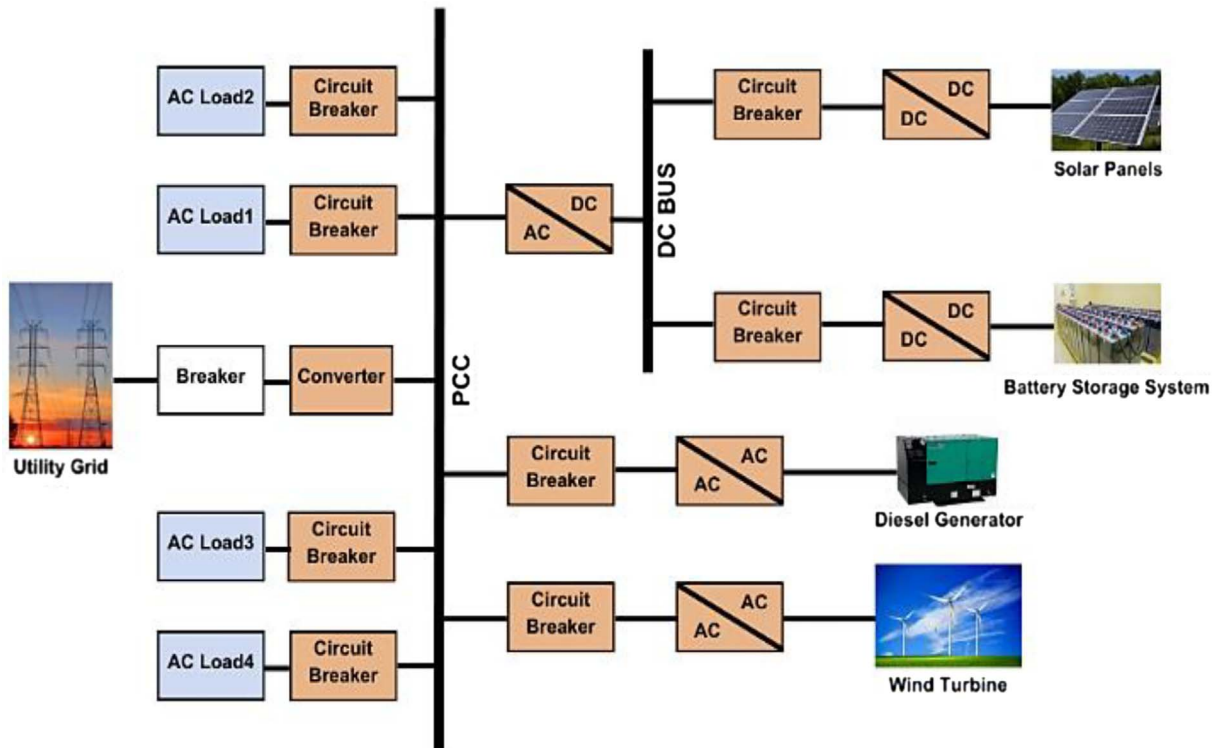 AC Load2
Circuit
Breaker
Circuit
Breaker
DC
DC
Solar Panels
AC Load1
Circuit
Breaker
DC
AC
DC BUS
Circuit
Breaker
DC
DC
Battery Storage System
Utility Grid
Breaker
Converter
PCC
Circuit
Breaker
AC
AC
Diesel Generator
AC Load3
Circuit
Breaker
Circuit
Breaker
AC
AC
Wind Turbine
AC Load4
Circuit
Breaker